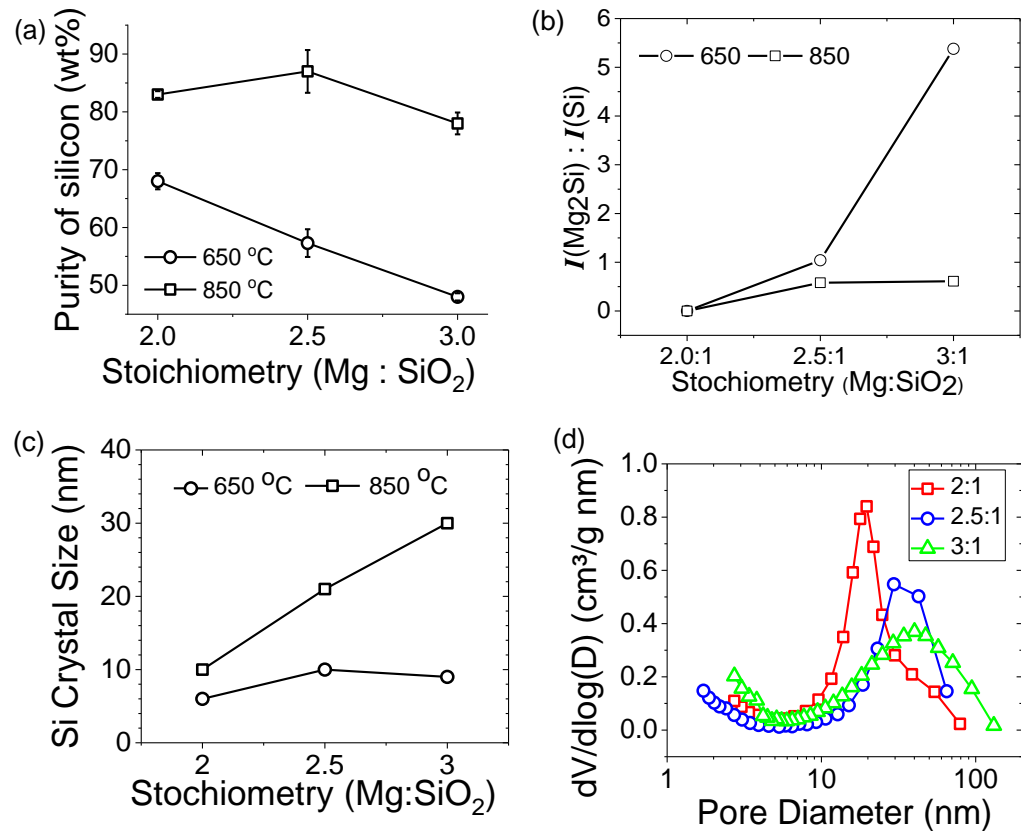 (a)
Purity of silicon (wt%)
90
80
70
60
50
650 °C
850 °C
2.0 2.5 3.0
Stoichiometry (Mg : SiO₂)
(b)
I(Mg₂Si) : I(Si)
6
5
4
3
2
1
0
650 850
2.0:1 2.5:1 3:1
Stochiometry (Mg:SiO₂)
(c)
Si Crystal Size (nm)
40
30
20
10
0
650 °C 850 °C
2 2.5 3
Stochiometry (Mg:SiO₂)
(d)
dV/dlog(D) (cm³/g nm)
1.0
0.8
0.6
0.4
0.2
0.0
2:1
2.5:1
3:1
1 10 100
Pore Diameter (nm)